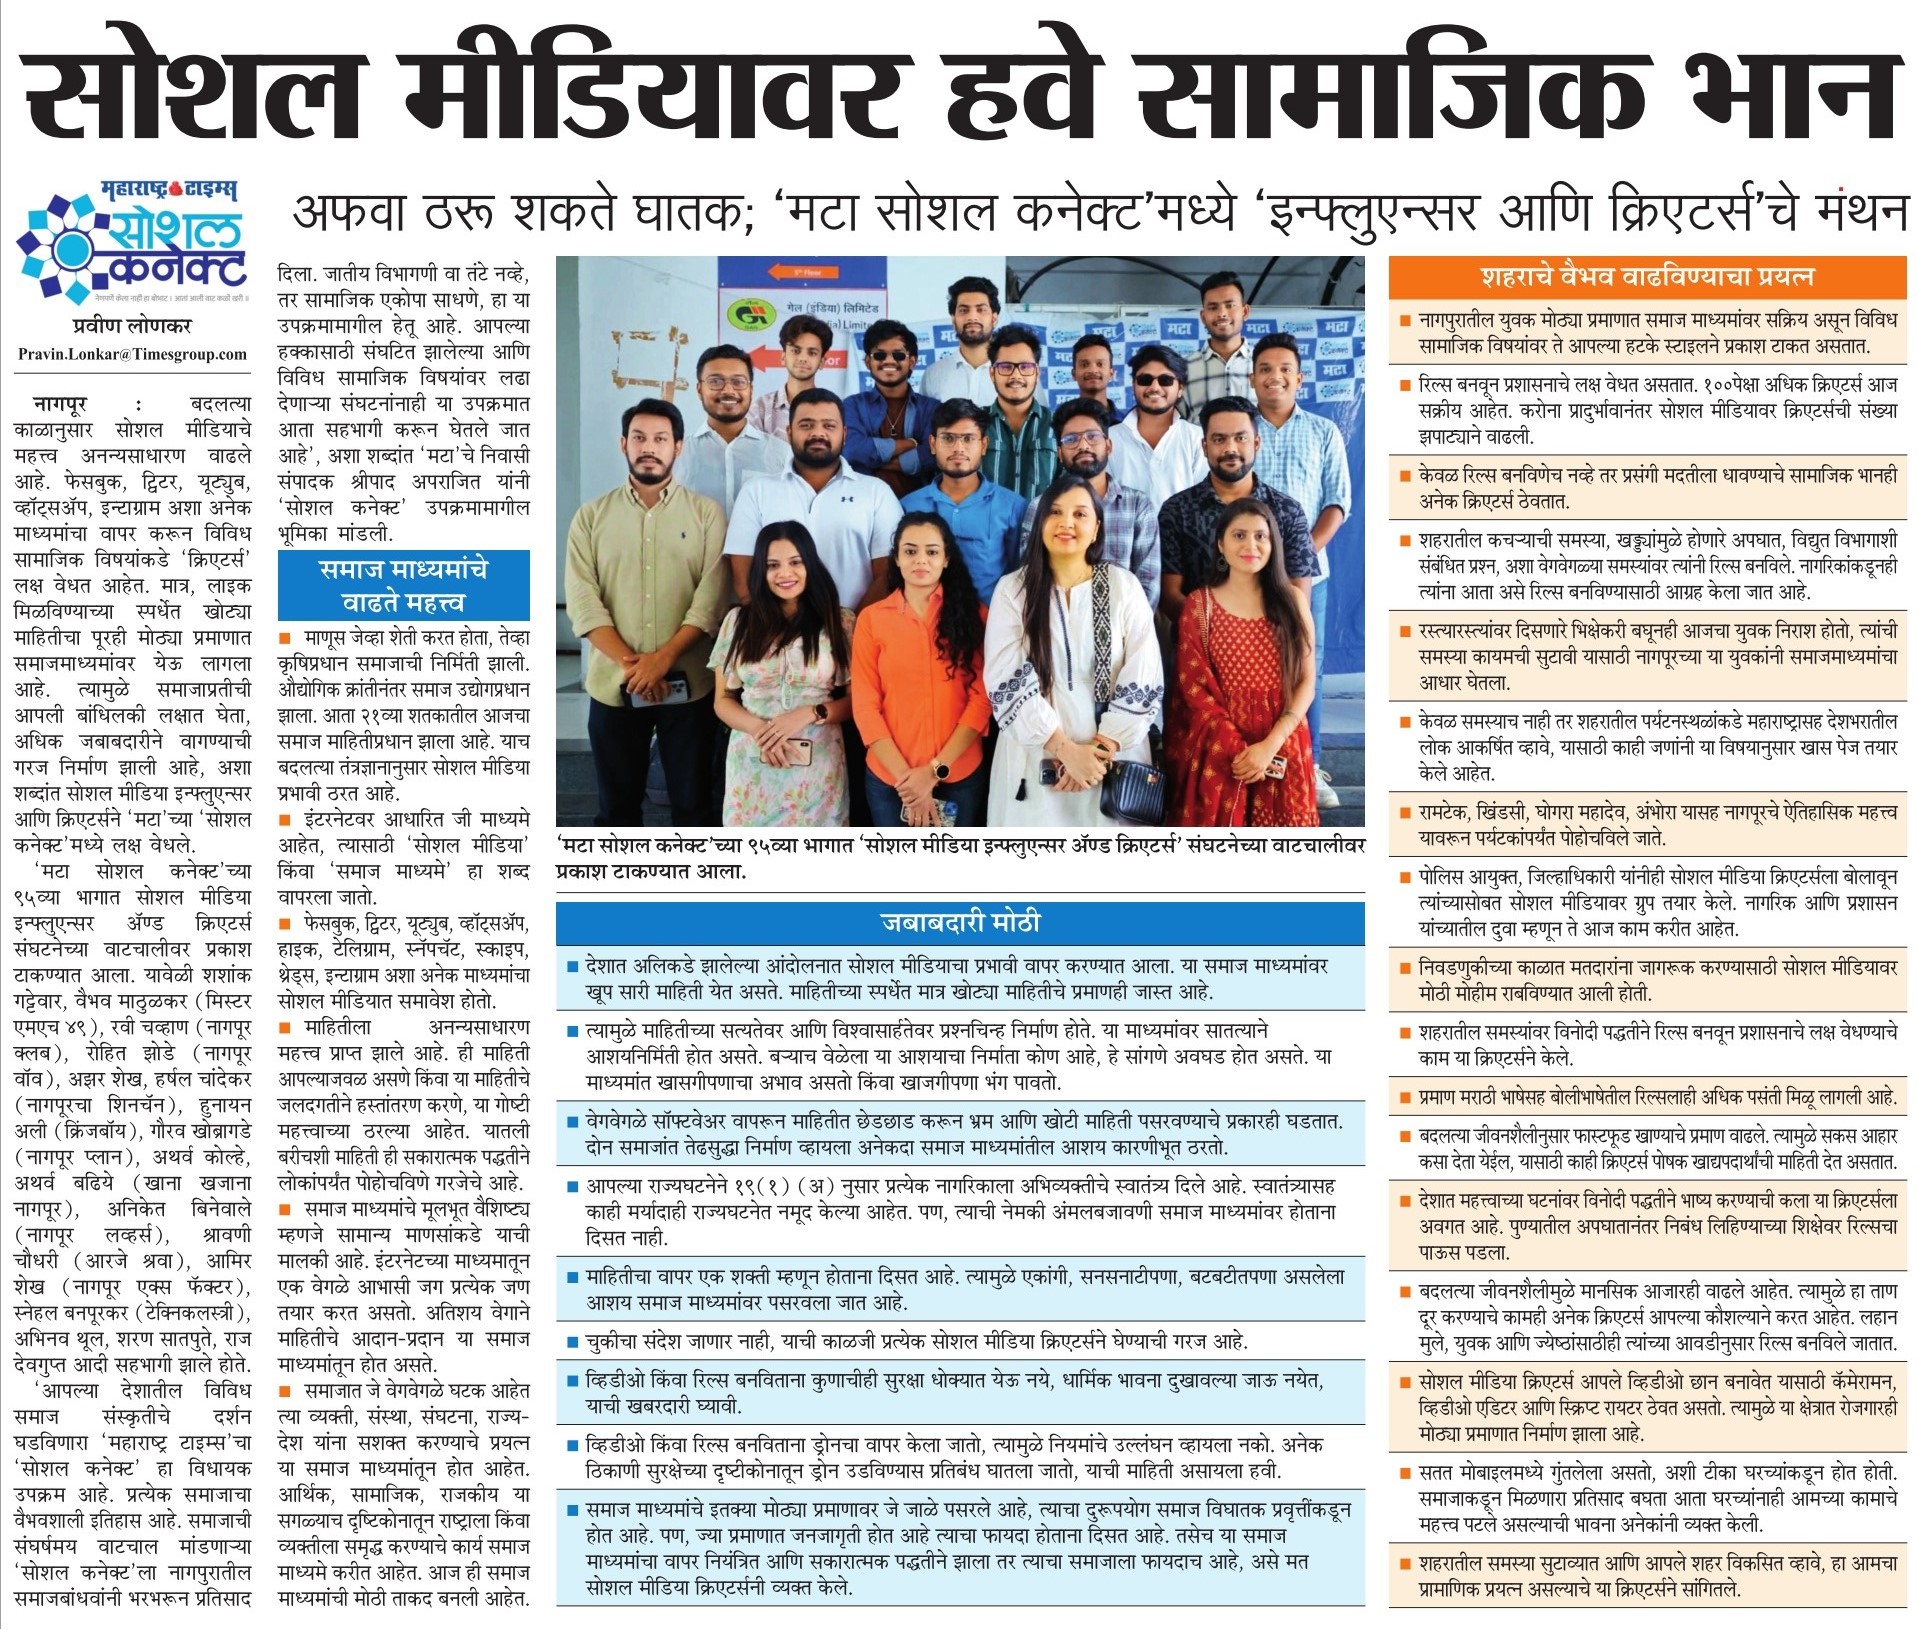 सोशल मीडियावर हवे सामाजिक भान
अफवा ठरू शकते घातक; ‘मटा सोशल कनेक्ट’मध्ये ‘इन्फ्लुएन्सर आणि क्रिएटर्स’चे मंथन
महाराष्ट्र टाइम्स
सोशल
कनेक्ट
प्रवीण लोणकर
Pravin.Lonkar@Timesgroup.com
नागपूर : बदलत्या
काळानुसार सोशल मीडियाचे
महत्त्व अनन्यसाधारण वाढले
आहे. फेसबुक, ट्विटर, यूट्युब,
व्हॉट्सॲप, इन्टाग्राम अशा अनेक
माध्यमांचा वापर करून विविध
सामाजिक विषयांकडे ‘क्रिएटर्स’
लक्ष वेधत आहेत. मात्र, लाइक
मिळविण्याच्या स्पर्धेत खोट्या
माहितीचा पूरही मोठ्या प्रमाणात
समाजमाध्यमांवर येऊ लागला
आहे. त्यामुळे समाजाप्रतीची
आपली बांधिलकी लक्षात घेता,
अधिक जबाबदारीने वागण्याची
गरज निर्माण झाली आहे, अशा
शब्दांत सोशल मीडिया इन्फ्लुएन्सर
आणि क्रिएटर्सने ‘मटा’च्या ‘सोशल
कनेक्ट’मध्ये लक्ष वेधले.
‘मटा सोशल कनेक्ट’च्या
९५व्या भागात सोशल मीडिया
इन्फ्लुएन्सर ॲण्ड क्रिएटर्स
संघटनेच्या वाटचालीवर प्रकाश
टाकण्यात आला. यावेळी शशांक
गट्टेवार, वैभव माठुळकर (मिस्टर
एमएच ४९), रवी चव्हाण (नागपूर
क्लब), रोहित झोडे (नागपूर
वॉव), अझर शेख, हर्षल चांदेकर
(नागपूरचा शिनचॅन), हुनायन
अली (क्रिंजबॉय), गौरव खोब्रागडे
(नागपूर प्लान), अथर्व कोल्हे,
अथर्व बढिये (खाना खजाना
नागपूर), अनिकेत बिनेवाले
(नागपूर लव्हर्स), श्रावणी
चौधरी (आरजे श्रवा), आमिर
शेख (नागपूर एक्स फॅक्टर),
स्नेहल बनपूरकर (टेक्निकलस्त्री),
अभिनव थूल, शरण सातपुते, राज
देवगुप्त आदी सहभागी झाले होते.
‘आपल्या देशातील विविध
समाज संस्कृतीचे दर्शन
घडविणारा ‘महाराष्ट्र टाइम्स’चा
‘सोशल कनेक्ट’ हा विधायक
उपक्रम आहे. प्रत्येक समाजाचा
वैभवशाली इतिहास आहे. समाजाची
संघर्षमय वाटचाल मांडणाऱ्या
‘सोशल कनेक्ट’ला नागपुरातील
समाजबांधवांनी भरभरून प्रतिसाद
दिला. जातीय विभागणी वा तंटे नव्हे,
तर सामाजिक एकोपा साधणे, हा या
उपक्रमामागील हेतू आहे. आपल्या
हक्कासाठी संघटित झालेल्या आणि
विविध सामाजिक विषयांवर लढा
देणाऱ्या संघटनांनाही या उपक्रमात
आता सहभागी करून घेतले जात
आहे’, अशा शब्दांत ‘मटा’चे निवासी
संपादक श्रीपाद अपराजित यांनी
‘सोशल कनेक्ट’ उपक्रमामागील
भूमिका मांडली.
समाज माध्यमांचे
वाढते महत्त्व
■ माणूस जेव्हा शेती करत होता, तेव्हा
कृषिप्रधान समाजाची निर्मिती झाली.
औद्योगिक क्रांतीनंतर समाज उद्योगप्रधान
झाला. आता २१व्या शतकातील आजचा
समाज माहितीप्रधान झाला आहे. याच
बदलत्या तंत्रज्ञानानुसार सोशल मीडिया
प्रभावी ठरत आहे.
■ इंटरनेटवर आधारित जी माध्यमे
आहेत, त्यासाठी ‘सोशल मीडिया’
किंवा ‘समाज माध्यमे’ हा शब्द
वापरला जातो.
■ फेसबुक, ट्विटर, यूट्युब, व्हॉट्सॲप,
हाइक, टेलिग्राम, स्नॅपचॅट, स्काइप,
थ्रेड्स, इन्टाग्राम अशा अनेक माध्यमांचा
सोशल मीडियात समावेश होतो.
■ माहितीला अनन्यसाधारण
महत्त्व प्राप्त झाले आहे. ही माहिती
आपल्याजवळ असणे किंवा या माहितीचे
जलदगतीने हस्तांतरण करणे, या गोष्टी
महत्त्वाच्या ठरल्या आहेत. यातली
बरीचशी माहिती ही सकारात्मक पद्धतीने
लोकांपर्यंत पोहोचविणे गरजेचे आहे.
■ समाज माध्यमांचे मूलभूत वैशिष्ट्य
म्हणजे सामान्य माणसांकडे याची
मालकी आहे. इंटरनेटच्या माध्यमातून
एक वेगळे आभासी जग प्रत्येक जण
तयार करत असतो. अतिशय वेगाने
माहितीचे आदान-प्रदान या समाज
माध्यमांतून होत असते.
■ समाजात जे वेगवेगळे घटक आहेत
त्या व्यक्ती, संस्था, संघटना, राज्य-
देश यांना सशक्त करण्याचे प्रयत्न
या समाज माध्यमांतून होत आहेत.
आर्थिक, सामाजिक, राजकीय या
सगळ्याच दृष्टिकोनातून राष्ट्राला किंवा
व्यक्तीला समृद्ध करण्याचे कार्य समाज
माध्यमे करीत आहेत. आज ही समाज
माध्यमांची मोठी ताकद बनली आहेत.
5th Floor
गेल (इंडिया) लिमिटेड
मटा
‘मटा सोशल कनेक्ट’च्या ९५व्या भागात ‘सोशल मीडिया इन्फ्लुएन्सर ॲण्ड क्रिएटर्स’ संघटनेच्या वाटचालीवर
प्रकाश टाकण्यात आला.
जबाबदारी मोठी
■ देशात अलिकडे झालेल्या आंदोलनात सोशल मीडियाचा प्रभावी वापर करण्यात आला. या समाज माध्यमांवर
खूप सारी माहिती येत असते. माहितीच्या स्पर्धेत मात्र खोट्या माहितीचे प्रमाणही जास्त आहे.
■ त्यामुळे माहितीच्या सत्यतेवर आणि विश्वासार्हतेवर प्रश्नचिन्ह निर्माण होते. या माध्यमांवर सातत्याने
आशयनिर्मिती होत असते. बऱ्याच वेळेला या आशयाचा निर्माता कोण आहे, हे सांगणे अवघड होत असते. या
माध्यमांत खासगीपणाचा अभाव असतो किंवा खाजगीपणा भंग पावतो.
■ वेगवेगळे सॉफ्टवेअर वापरून माहितीत छेडछाड करून भ्रम आणि खोटी माहिती पसरवण्याचे प्रकारही घडतात.
दोन समाजांत तेढसुद्धा निर्माण व्हायला अनेकदा समाज माध्यमांतील आशय कारणीभूत ठरतो.
■ आपल्या राज्यघटनेने १९(१) (अ) नुसार प्रत्येक नागरिकाला अभिव्यक्तीचे स्वातंत्र्य दिले आहे. स्वातंत्र्यासह
काही मर्यादाही राज्यघटनेत नमूद केल्या आहेत. पण, त्याची नेमकी अंमलबजावणी समाज माध्यमांवर होताना
दिसत नाही.
■ माहितीचा वापर एक शक्ती म्हणून होताना दिसत आहे. त्यामुळे एकांगी, सनसनाटीपणा, बटबटीतपणा असलेला
आशय समाज माध्यमांवर पसरवला जात आहे.
■ चुकीचा संदेश जाणार नाही, याची काळजी प्रत्येक सोशल मीडिया क्रिएटर्सने घेण्याची गरज आहे.
■ व्हिडीओ किंवा रिल्स बनविताना कुणाचीही सुरक्षा धोक्यात येऊ नये, धार्मिक भावना दुखावल्या जाऊ नयेत,
याची खबरदारी घ्यावी.
■ व्हिडीओ किंवा रिल्स बनविताना ड्रोनचा वापर केला जातो, त्यामुळे नियमांचे उल्लंघन व्हायला नको. अनेक
ठिकाणी सुरक्षेच्या दृष्टीकोनातून ड्रोन उडविण्यास प्रतिबंध घातला जातो, याची माहिती असायला हवी.
■ समाज माध्यमांचे इतक्या मोठ्या प्रमाणावर जे जाळे पसरले आहे, त्याचा दुरूपयोग समाज विघातक प्रवृत्तींकडून
होत आहे. पण, ज्या प्रमाणात जनजागृती होत आहे त्याचा फायदा होताना दिसत आहे. तसेच या समाज
माध्यमांचा वापर नियंत्रित आणि सकारात्मक पद्धतीने झाला तर त्याचा समाजाला फायदाच आहे, असे मत
सोशल मीडिया क्रिएटर्सनी व्यक्त केले.
शहराचे वैभव वाढविण्याचा प्रयत्न
■ नागपुरातील युवक मोठ्या प्रमाणात समाज माध्यमांवर सक्रिय असून विविध
सामाजिक विषयांवर ते आपल्या हटके स्टाइलने प्रकाश टाकत असतात.
■ रिल्स बनवून प्रशासनाचे लक्ष वेधत असतात. १००पेक्षा अधिक क्रिएटर्स आज
सक्रीय आहेत. करोना प्रादुर्भावानंतर सोशल मीडियावर क्रिएटर्सची संख्या
झपाट्याने वाढली.
■ केवळ रिल्स बनविणेच नव्हे तर प्रसंगी मदतीला धावण्याचे सामाजिक भानही
अनेक क्रिएटर्स ठेवतात.
■ शहरातील कचऱ्याची समस्या, खड्ड्यांमुळे होणारे अपघात, विद्युत विभागाशी
संबंधित प्रश्न, अशा वेगवेगळ्या समस्यांवर त्यांनी रिल्स बनविले. नागरिकांकडूनही
त्यांना आता असे रिल्स बनविण्यासाठी आग्रह केला जात आहे.
■ रस्त्यारस्त्यांवर दिसणारे भिक्षेकरी बघूनही आजचा युवक निराश होतो, त्यांची
समस्या कायमची सुटावी यासाठी नागपूरच्या या युवकांनी समाजमाध्यमांचा
आधार घेतला.
■ केवळ समस्याच नाही तर शहरातील पर्यटनस्थळांकडे महाराष्ट्रासह देशभरातील
लोक आकर्षित व्हावे, यासाठी काही जणांनी या विषयानुसार खास पेज तयार
केले आहेत.
■ रामटेक, खिंडसी, घोगरा महादेव, अंभोरा यासह नागपूरचे ऐतिहासिक महत्त्व
यावरून पर्यटकांपर्यंत पोहोचविले जाते.
■ पोलिस आयुक्त, जिल्हाधिकारी यांनीही सोशल मीडिया क्रिएटर्सला बोलावून
त्यांच्यासोबत सोशल मीडियावर ग्रुप तयार केले. नागरिक आणि प्रशासन
यांच्यातील दुवा म्हणून ते आज काम करीत आहेत.
■ निवडणुकीच्या काळात मतदारांना जागरूक करण्यासाठी सोशल मीडियावर
मोठी मोहीम राबविण्यात आली होती.
■ शहरातील समस्यांवर विनोदी पद्धतीने रिल्स बनवून प्रशासनाचे लक्ष वेधण्याचे
काम या क्रिएटर्सने केले.
■ प्रमाण मराठी भाषेसह बोलीभाषेतील रिल्सलाही अधिक पसंती मिळू लागली आहे.
■ बदलत्या जीवनशैलीनुसार फास्टफूड खाण्याचे प्रमाण वाढले. त्यामुळे सकस आहार
कसा देता येईल, यासाठी काही क्रिएटर्स पोषक खाद्यपदार्थांची माहिती देत असतात.
■ देशात महत्त्वाच्या घटनांवर विनोदी पद्धतीने भाष्य करण्याची कला या क्रिएटर्सला
अवगत आहे. पुण्यातील अपघातानंतर निबंध लिहिण्याच्या शिक्षेवर रिल्सचा
पाऊस पडला.
■ बदलत्या जीवनशैलीमुळे मानसिक आजारही वाढले आहेत. त्यामुळे हा ताण
दूर करण्याचे कामही अनेक क्रिएटर्स आपल्या कौशल्याने करत आहेत. लहान
मुले, युवक आणि ज्येष्ठांसाठीही त्यांच्या आवडीनुसार रिल्स बनविले जातात.
■ सोशल मीडिया क्रिएटर्स आपले व्हिडीओ छान बनावेत यासाठी कॅमेरामन,
व्हिडीओ एडिटर आणि स्क्रिप्ट रायटर ठेवत असतो. त्यामुळे या क्षेत्रात रोजगारही
मोठ्या प्रमाणात निर्माण झाला आहे.
■ सतत मोबाइलमध्ये गुंतलेला असतो, अशी टीका घरच्यांकडून होत होती.
समाजाकडून मिळणारा प्रतिसाद बघता आता घरच्यांनाही आमच्या कामाचे
महत्त्व पटले असल्याची भावना अनेकांनी व्यक्त केली.
■ शहरातील समस्या सुटाव्यात आणि आपले शहर विकसित व्हावे, हा आमचा
प्रामाणिक प्रयत्न असल्याचे या क्रिएटर्सने सांगितले.